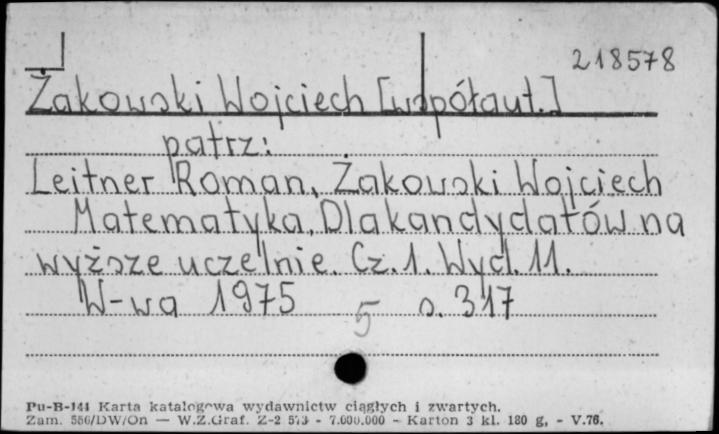 218578
Żakowski Wojciech [współaut.]
patrz:
Leitner Roman, Żakowski Wojciech
Matematyka. Dla kandydatów na
wyższe uczelnie. Cz. 1. Wyd. 11.
W-wa 1975 5 s. 317
Pu-B-144 Karta katalogowa wydawnictw ciągłych i zwartych.
Zam. 556/DW/On — W.Z.Graf. Z-2 573 - 7.000.000 - Karton 3 kl. 180 g. - V.76.